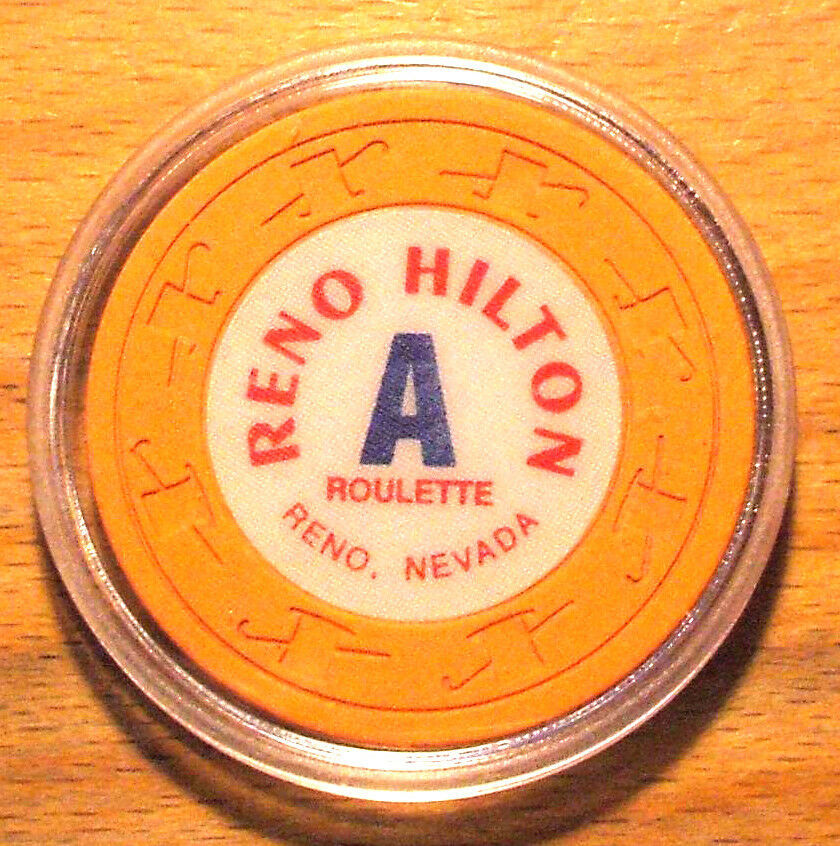 RENO HILTON
A
ROULETTE
RENO, NEVADA